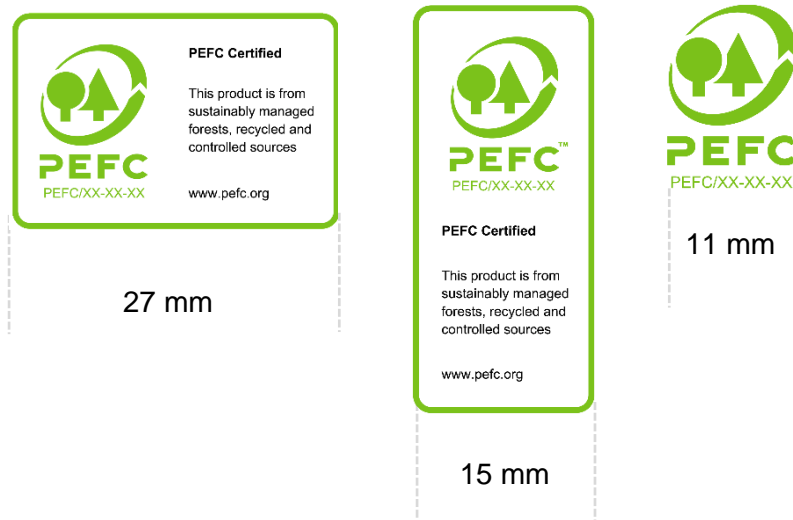 PEFC Certified
This product is from
sustainably managed
forests, recycled and
controlled sources
www.pefc.org
PEFC
PEFC/XX-XX-XX
27 mm
PEFC™
PEFC/XX-XX-XX
PEFC Certified
This product is from
sustainably managed
forests, recycled and
controlled sources
www.pefc.org
15 mm
PEFC
PEFC/XX-XX-XX
11 mm